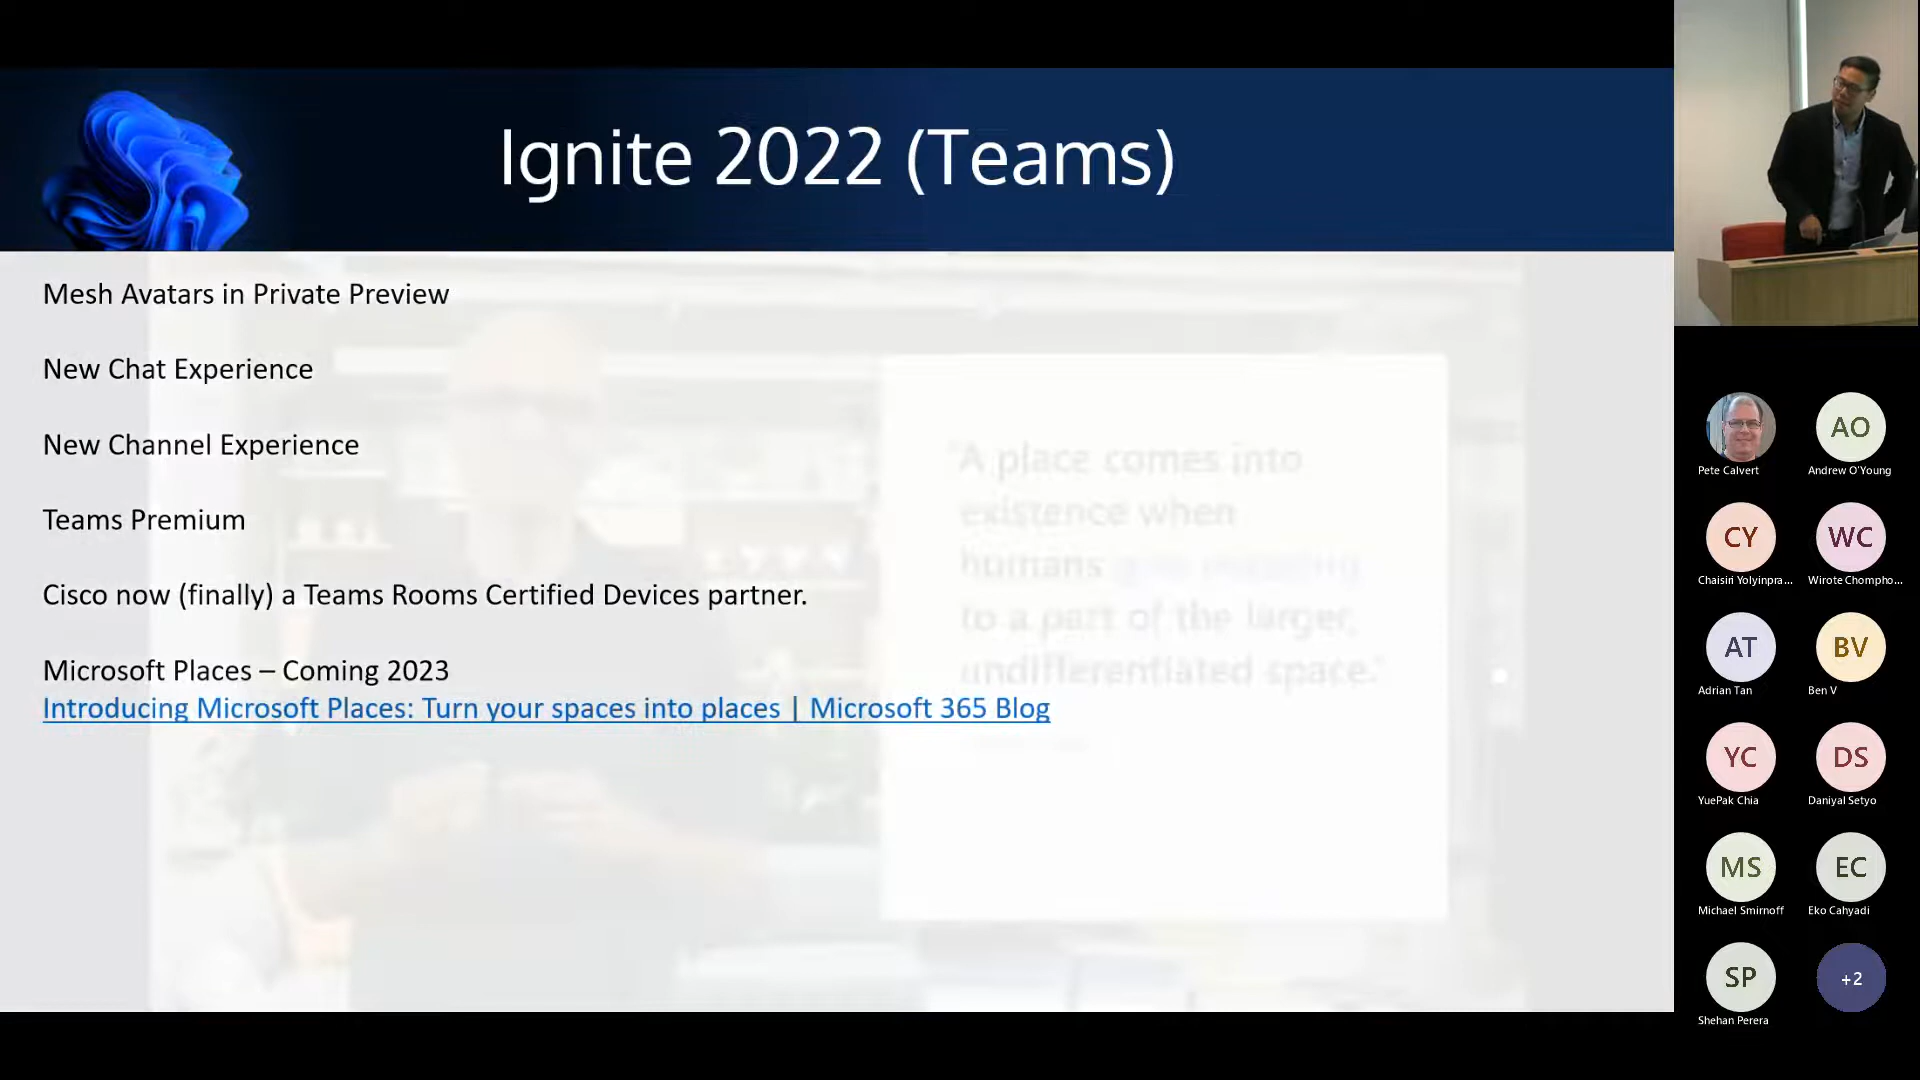 Ignite 2022 (Teams)
Mesh Avatars in Private Preview
New Chat Experience
New Channel Experience
Teams Premium
Cisco now (finally) a Teams Rooms Certified Devices partner.
Microsoft Places – Coming 2023
Introducing Microsoft Places: Turn your spaces into places | Microsoft 365 Blog
"A place comes into
existence when
humans give meaning
to a part of the larger,
undifferentiated space."
AO
Pete Calvert
Andrew O'Young
CY
WC
Chaisiri Yolyinpra...
Wirote Chompho...
AT
BV
Adrian Tan
Ben V
YC
DS
YuePak Chia
Daniyal Setyo
MS
EC
Michael Smirnoff
Eko Cahyadi
SP
+2
Shehan Perera